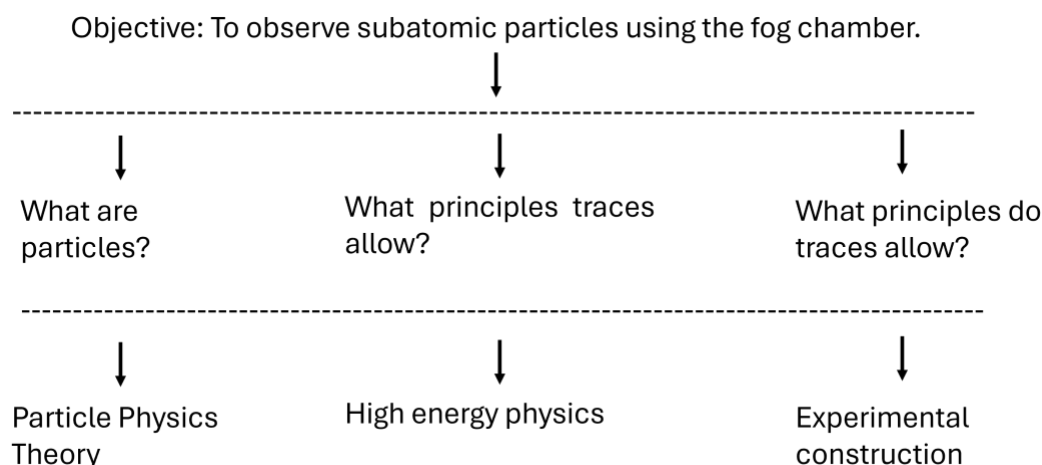 Objective: To observe subatomic particles using the fog chamber.
What are
particles?
What principles traces
allow?
What principles do
traces allow?
Particle Physics
Theory
High energy physics
Experimental
construction